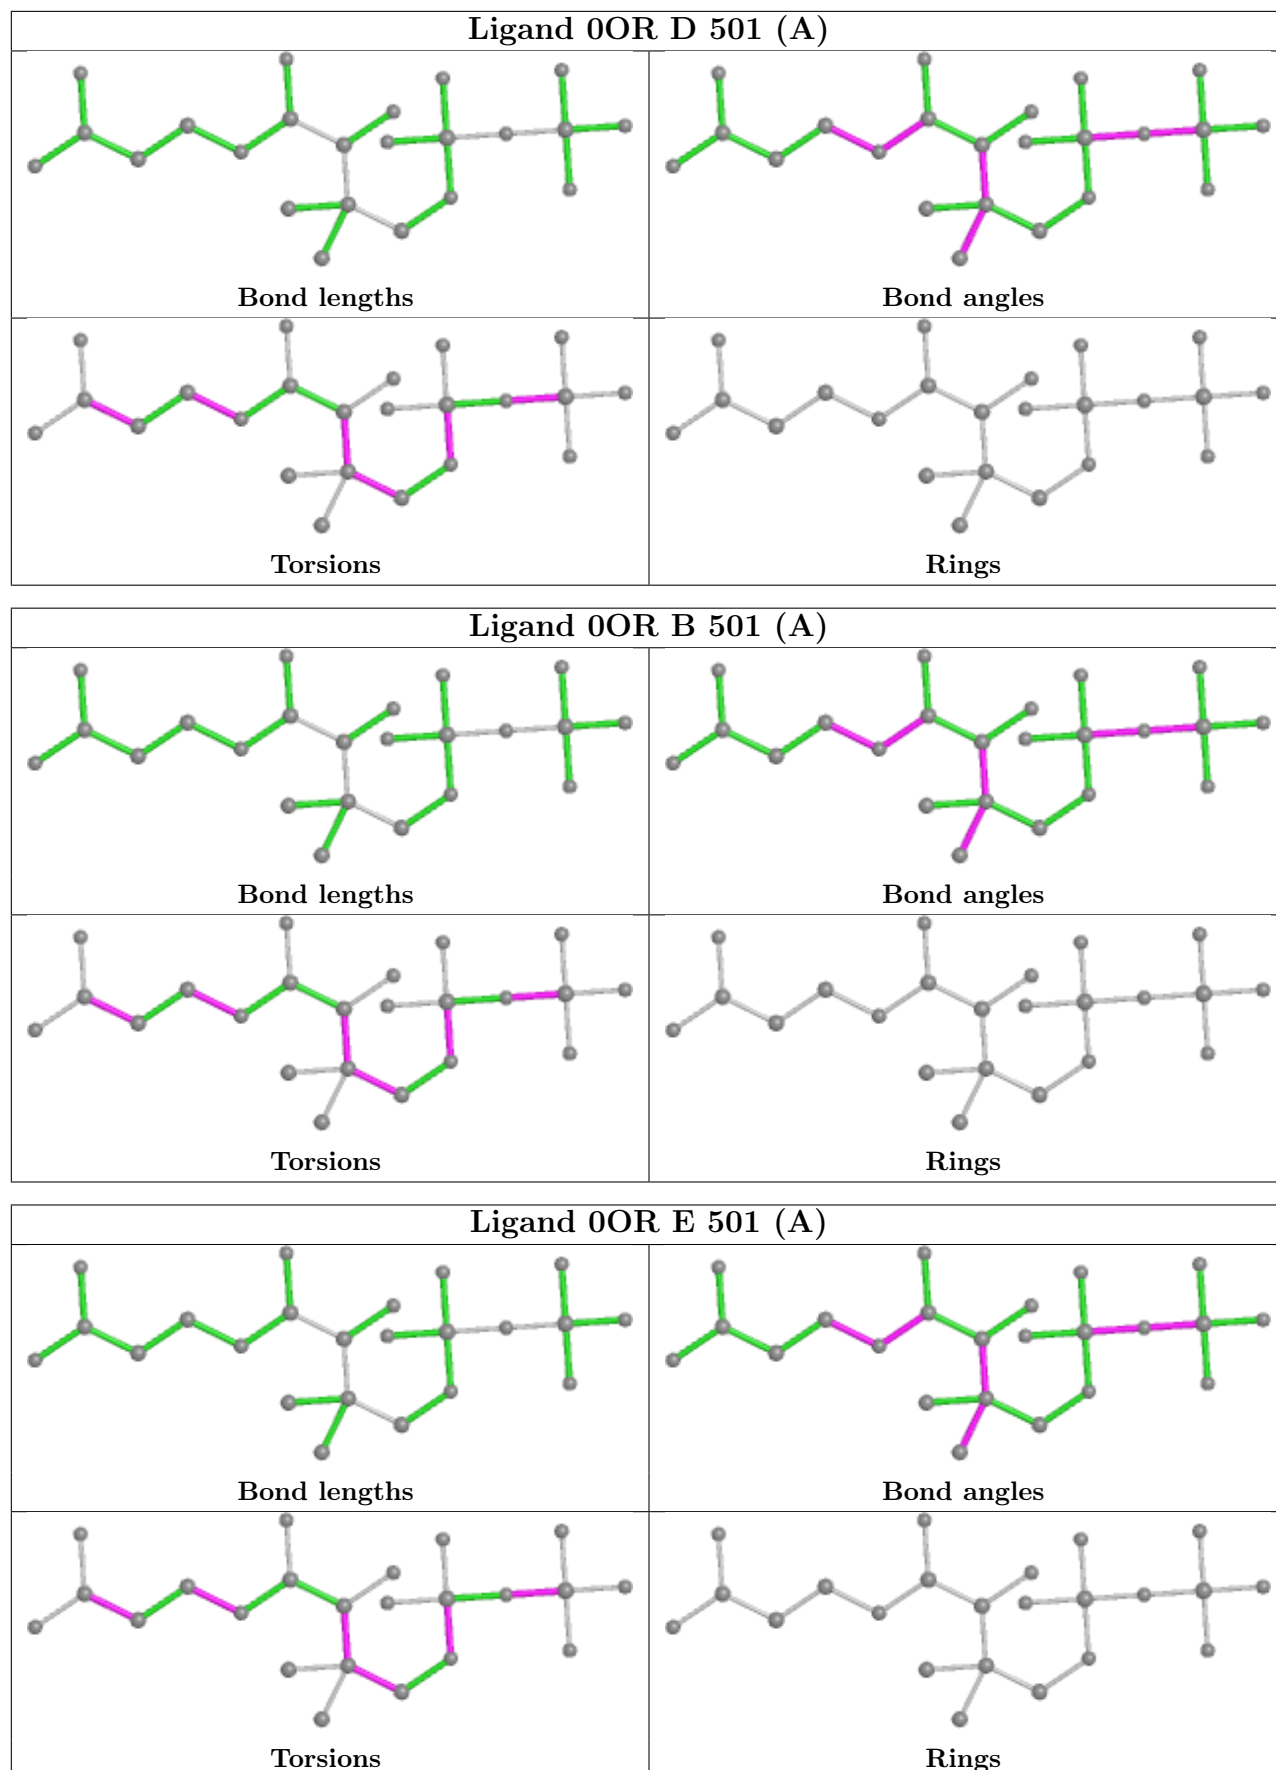 Ligand 0OR D 501 (A)
Bond lengths
Bond angles
Torsions
Rings
Ligand 0OR B 501 (A)
Bond lengths
Bond angles
Torsions
Rings
Ligand 0OR E 501 (A)
Bond lengths
Bond angles
Torsions
Rings